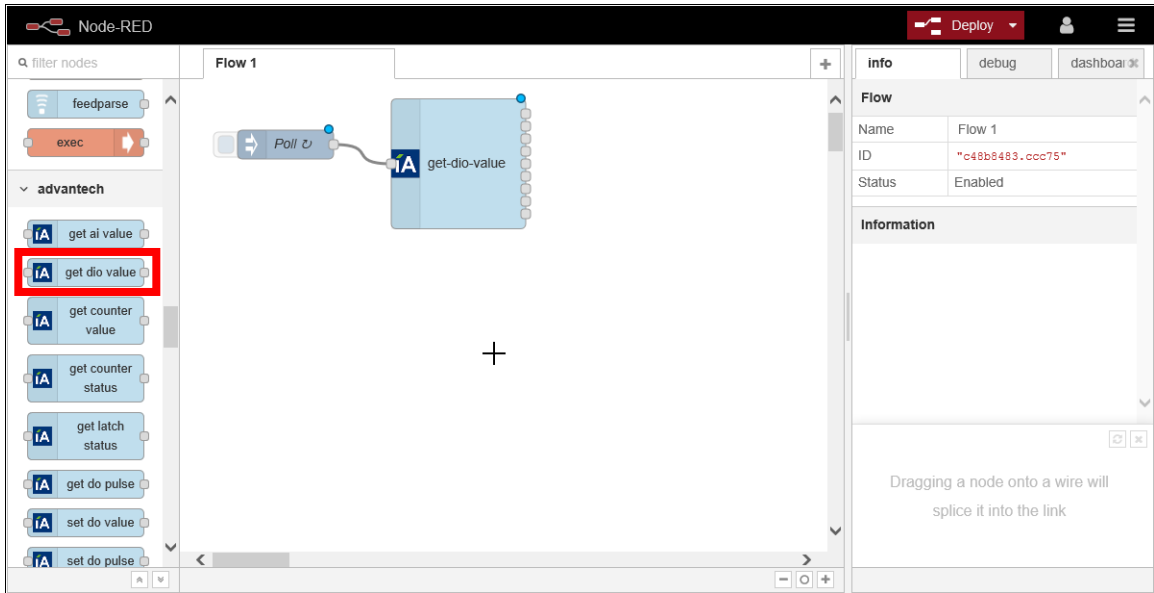 Node-RED
Deploy
filter nodes
feedparse
exec
advantech
get ai value
get dio value
get counter
value
get counter
status
get latch
status
get do pulse
set do value
set do pulse
Flow 1
Poll ↻
get-dio-value
info
debug
dashboar
Flow
Name Flow 1
ID "c48b8483.ccc75"
Status Enabled
Information
Dragging a node onto a wire will
splice it into the link